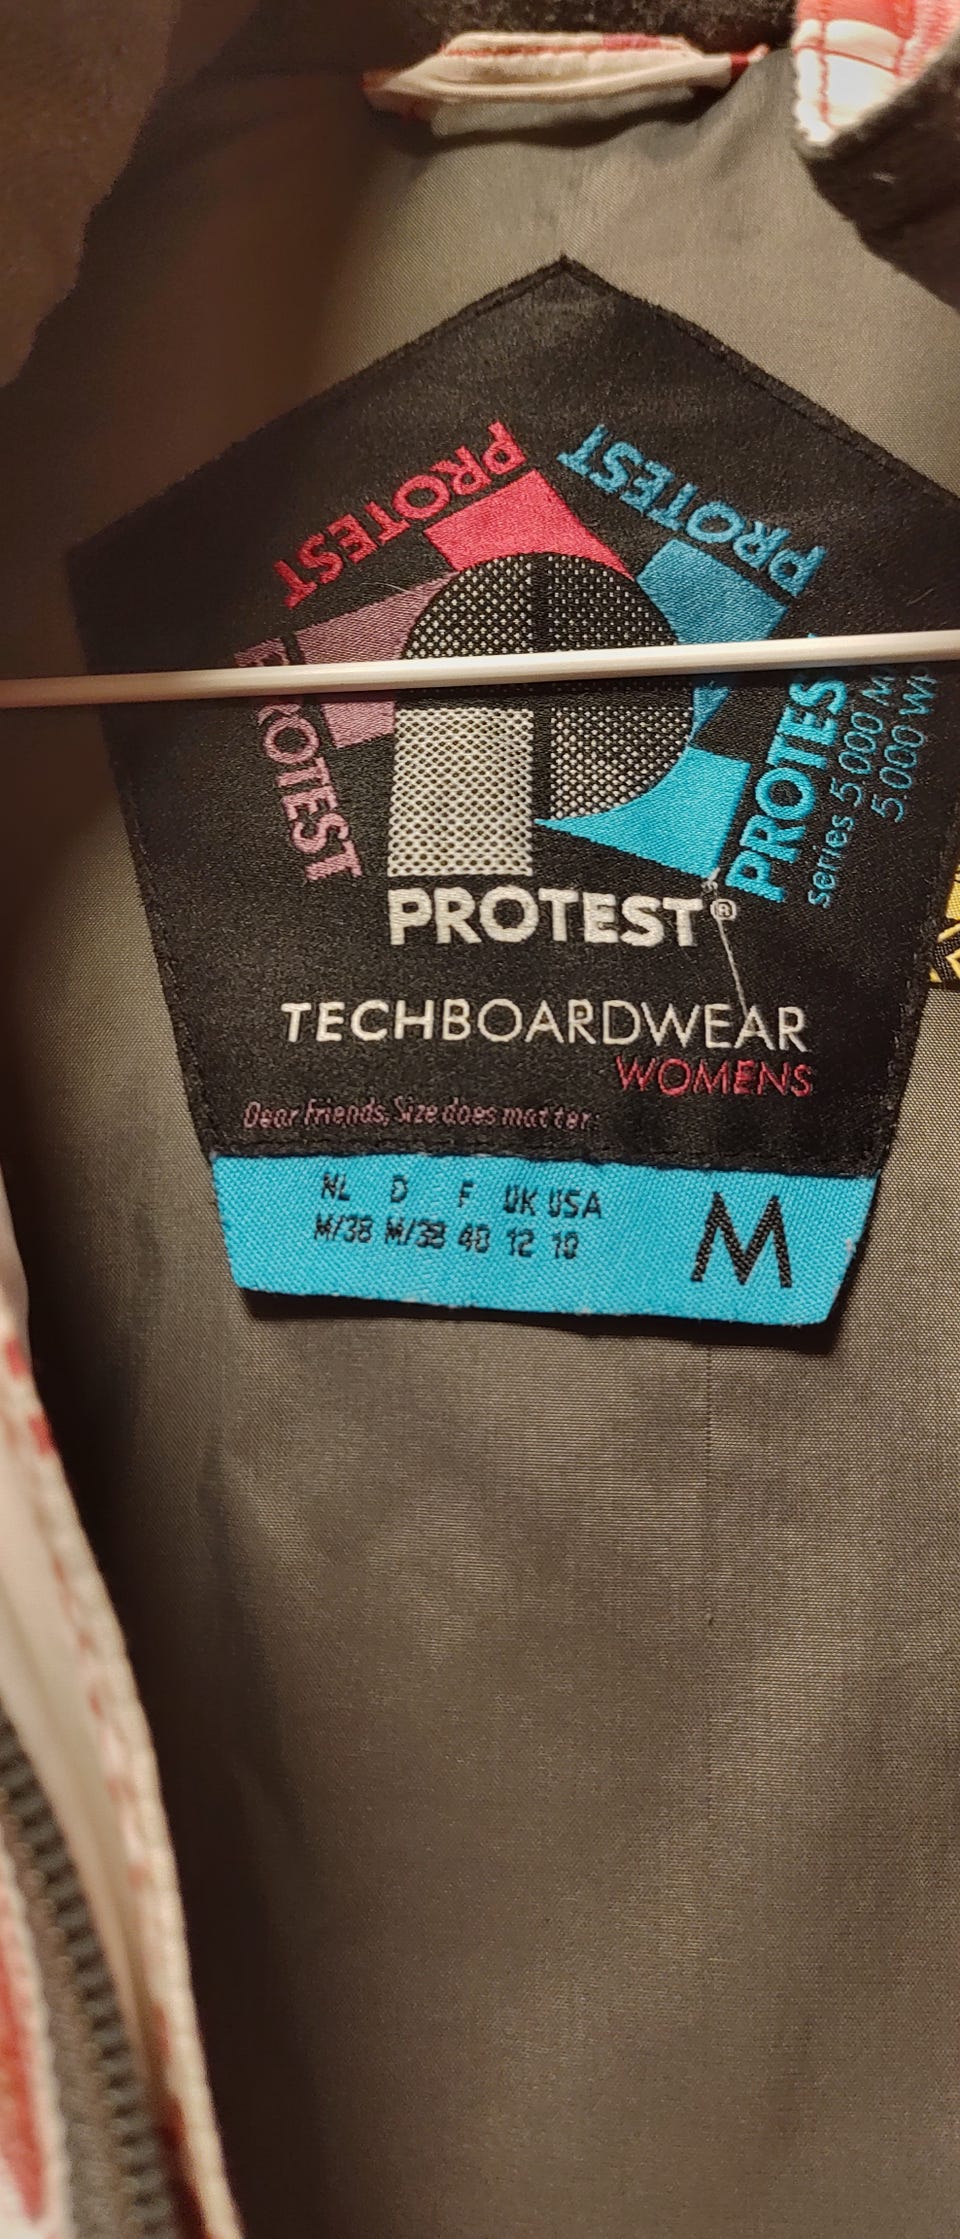 PROTEST
PROTEST
PROTEST
PROTEST
series 5.000
5.000
PROTEST®
TECHBOARDWEAR
WOMENS
Dear Friends, Size does matter
NL D F UK USA
M/38 M/38 40 12 10
M